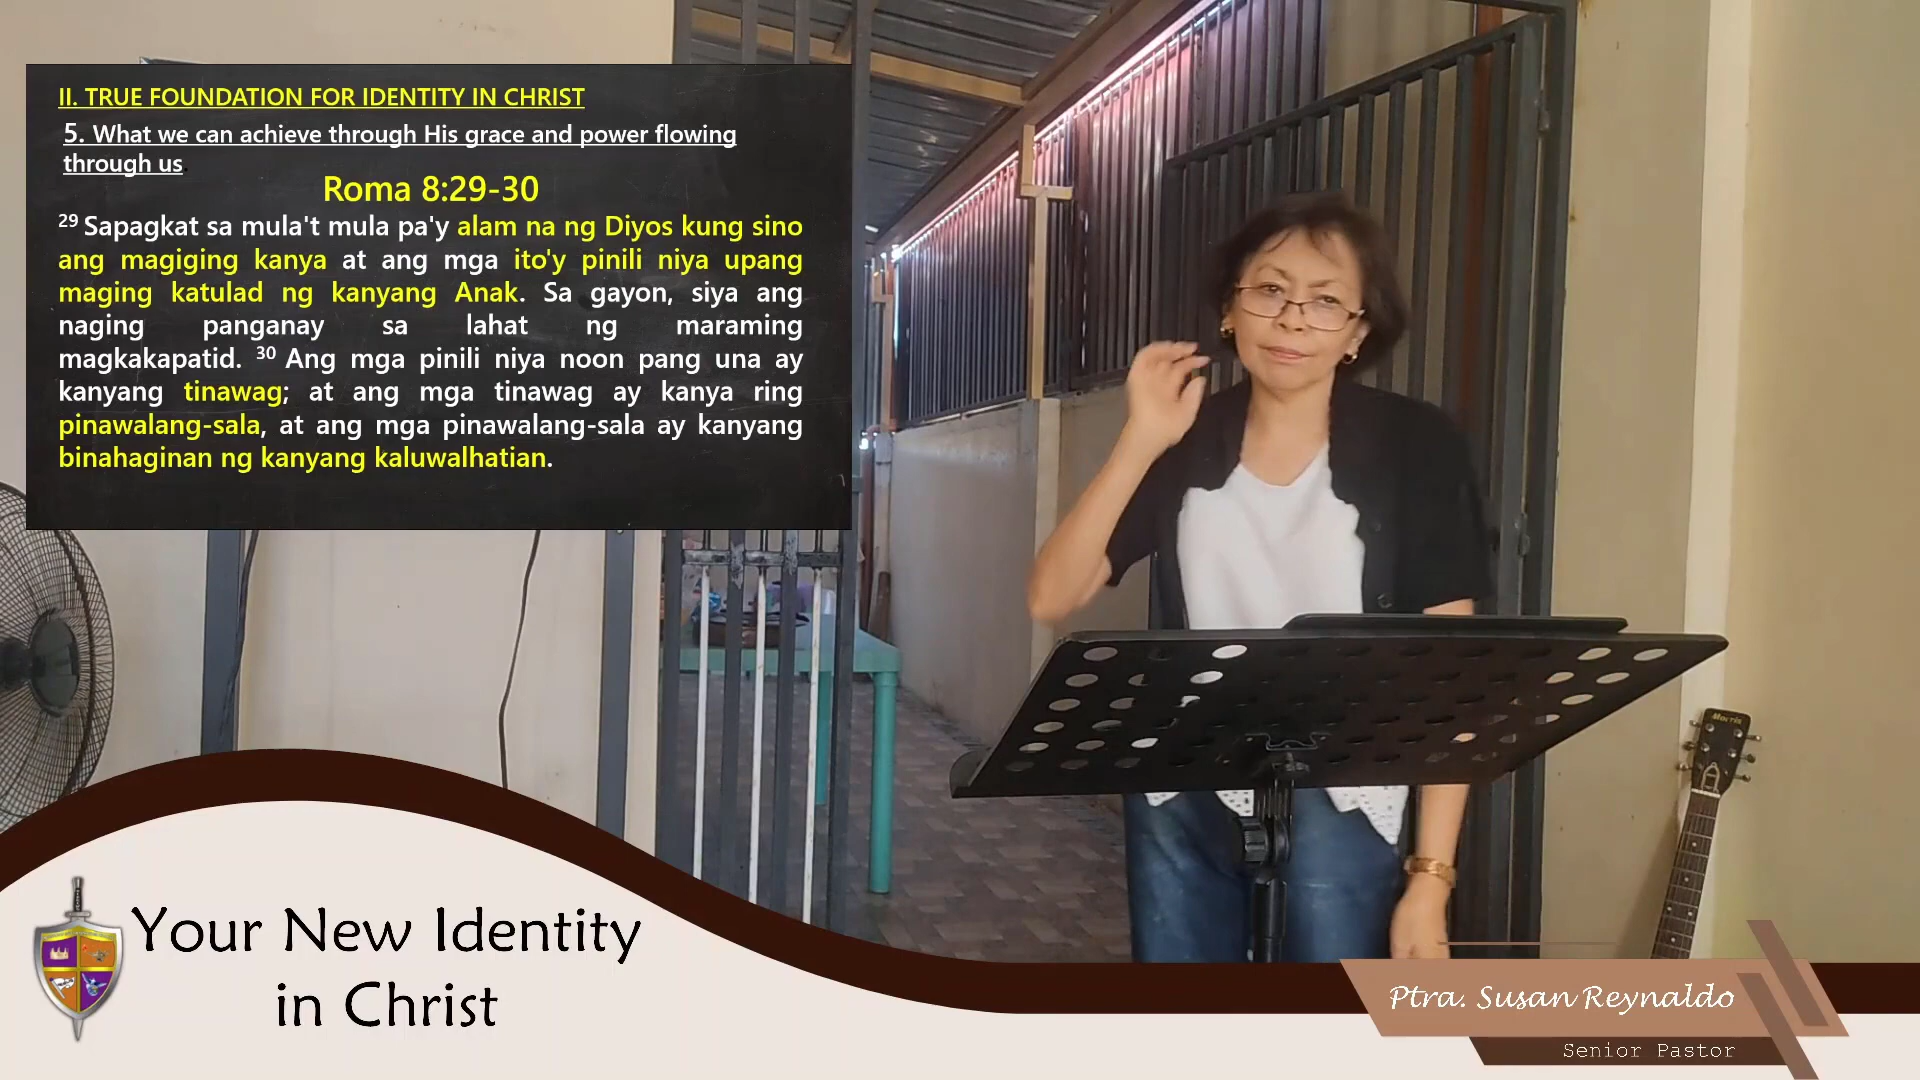 II. TRUE FOUNDATION FOR IDENTITY IN CHRIST
5. What we can achieve through His grace and power flowing
through us.
Roma 8:29-30
29 Sapagkat sa mula't mula pa'y alam na ng Diyos kung sino
ang magiging kanya at ang mga ito'y pinili niya upang
maging katulad ng kanyang Anak. Sa gayon, siya ang
naging panganay sa lahat ng maraming
magkakapatid. 30 Ang mga pinili niya noon pang una ay
kanyang tinawag; at ang mga tinawag ay kanya ring
pinawalang-sala, at ang mga pinawalang-sala ay kanyang
binahaginan ng kanyang kaluwalhatian.
Morris
Your New Identity
in Christ
Ptra. Susan Reynaldo
Senior Pastor